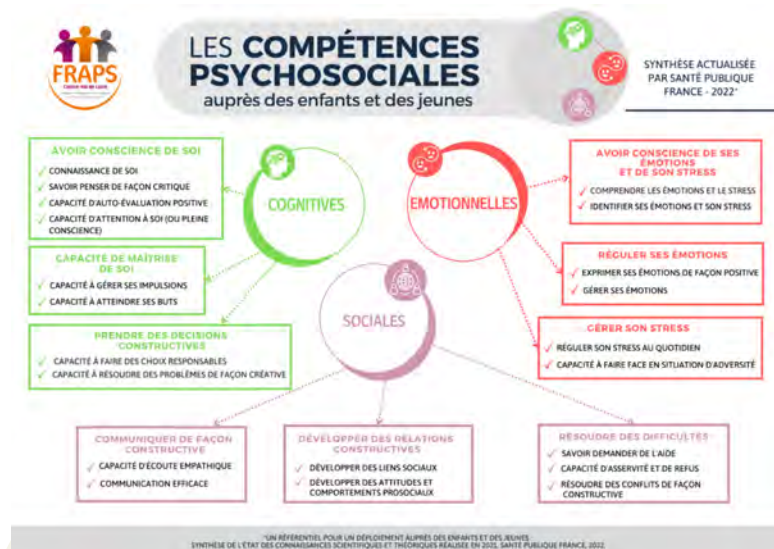 FRAPS
LES COMPÉTENCES
PSYCHOSOCIALES
auprès des enfants et des jeunes
SYNTHÈSE ACTUALISÉE
PAR SANTÉ PUBLIQUE
FRANCE - 2022*
AVOIR CONSCIENCE DE SOI
CONNAISSANCE DE SOI
SAVOIR PENSER DE FAÇON CRITIQUE
CAPACITÉ D'AUTO-ÉVALUATION POSITIVE
CAPACITÉ D'ATTENTION À SOI (OU PLEINE
CONSCIENCE)
CAPACITÉ DE MAÎTRISE
DE SOI
CAPACITÉ À GÉRER SES IMPULSIONS
CAPACITÉ À ATTEINDRE SES BUTS
PRENDRE DES DECISIONS
CONSTRUCTIVES
CAPACITÉ À FAIRE DES CHOIX RESPONSABLES
CAPACITÉ À RÉSOUDRE DES PROBLÈMES DE FAÇON CRÉATIVE
COGNITIVES
EMOTIONNELLES
SOCIALES
AVOIR CONSCIENCE DE SES
ÉMOTIONS
ET DE SON STRESS
COMPRENDRE LES ÉMOTIONS ET LE STRESS
IDENTIFIER SES ÉMOTIONS ET SON STRESS
RÉGULER SES ÉMOTIONS
EXPRIMER SES ÉMOTIONS DE FAÇON POSITIVE
GÉRER SES ÉMOTIONS
GÉRER SON STRESS
RÉGULER SON STRESS AU QUOTIDIEN
CAPACITÉ À FAIRE FACE EN SITUATION D'ADVERSITÉ
COMMUNIQUER DE FAÇON
CONSTRUCTIVE
CAPACITÉ D'ÉCOUTE EMPATHIQUE
COMMUNICATION EFFICACE
DÉVELOPPER DES RELATIONS
CONSTRUCTIVES
DÉVELOPPER DES LIENS SOCIAUX
DÉVELOPPER DES ATTITUDES ET
COMPORTEMENTS PROSOCIAUX
RÉSOUDRE DES DIFFICULTÉS
SAVOIR DEMANDER DE L'AIDE
CAPACITÉ D'ASSERVITÉ ET DE REFUS
RÉSOUDRE DES CONFLITS DE FAÇON
CONSTRUCTIVE
*UN RÉFÉRENTIEL POUR UN DÉPLOIEMENT AUPRÈS DES ENFANTS ET DES JEUNES
SYNTHÈSE DE L'ÉTAT DES CONNAISSANCES SCIENTIFIQUES ET THÉORIQUES RÉALISÉE EN 2021, SANTÉ PUBLIQUE FRANCE, 2022